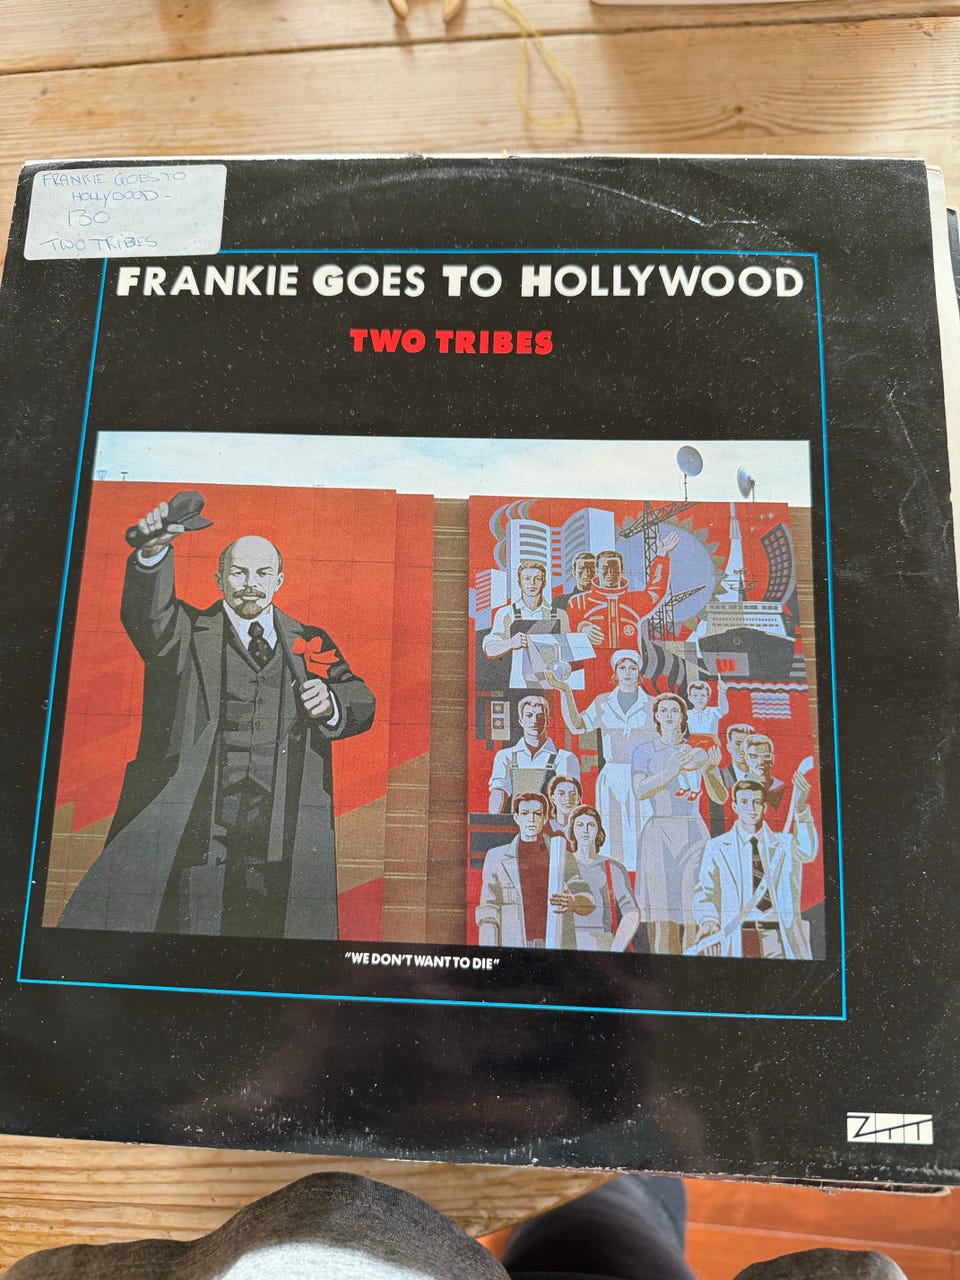 FRANKIE GOES TO
HOLLYWOOD -
130
TWO TRIBES
FRANKIE GOES TO HOLLYWOOD
TWO TRIBES
"WE DON'T WANT TO DIE"
ZTT